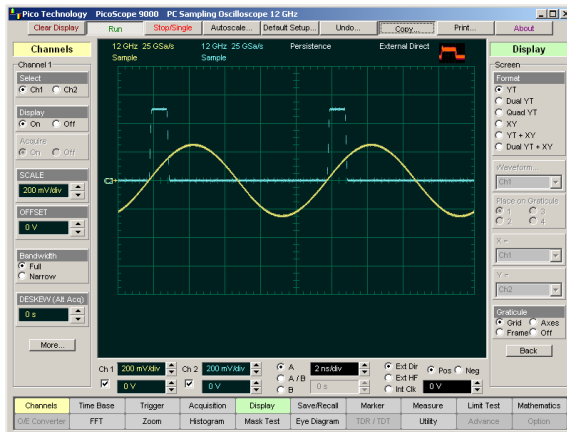 Pico Technology PicoScope 9000 PC Sampling Oscilloscope 12 GHz
Clear Display Run Stop/Single Autoscale... Default Setup... Undo... Copy... Print... About
Channels
Channel 1
Select
Ch1 Ch2
Display
On Off
Acquire
On Off
SCALE
200 mV/div
OFFSET
0 V
Bandwidth
Full
Narrow
DESKEW (Alt Acq)
0 s
More...
12 GHz 25 GSa/s 12 GHz 25 GSa/s Persistence External Direct
Sample Sample
Display
Screen
Format
YT
Dual YT
Quad YT
XY
YT + XY
Dual YT + XY
Waveform...
Ch1
Place on Graticule
1 3
2 4
X =
Ch1
Y =
Ch2
Graticule
Grid Axes
Frame Off
Back
Ch 1 200 mV/div Ch 2 200 mV/div A 2 ns/div Ext Dir Pos Neg
A / B Ext HF
0 V 0 V B 0 s Int Clk 0 V
Channels Time Base Trigger Acquisition Display Save/Recall Marker Measure Limit Test Mathematics
O/E Converter FFT Zoom Histogram Mask Test Eye Diagram TDR / TDT Utility Advance Option